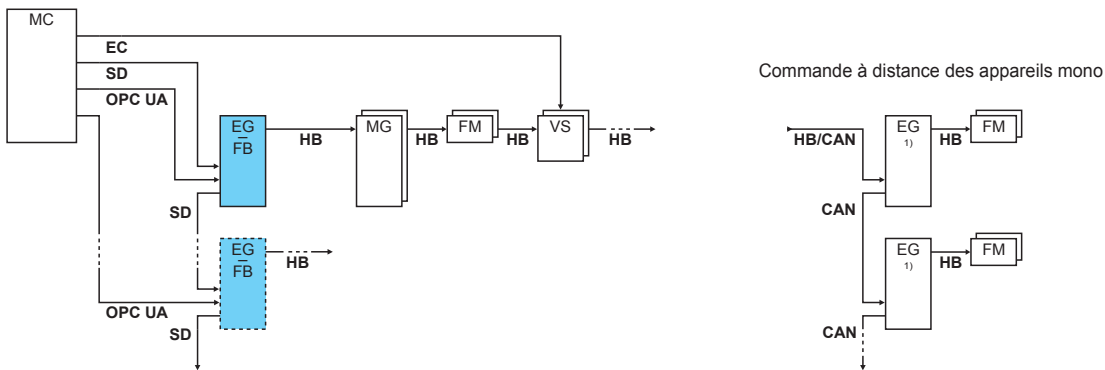 MC
EC
SD
OPC UA
EG
FB
HB
MG
HB
FM
HB
VS
HB
SD
EG
FB
HB
OPC UA
SD
Commande à distance des appareils mono
HB/CAN
EG
1)
HB
FM
CAN
EG
1)
HB
FM
CAN